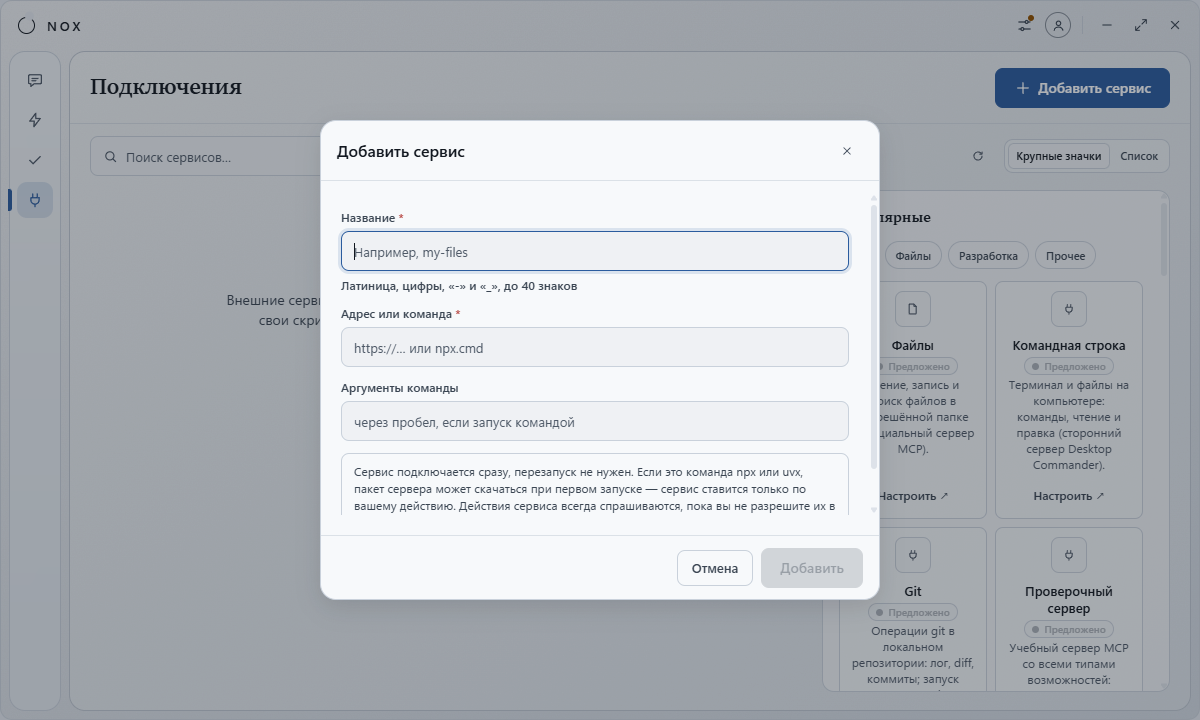 NOX
Подключения
Добавить сервис
Поиск сервисов...
Крупные значки
Список
Внешние
свои
Файлы
Разработка
Прочее
Файлы
Предложено
запись и
файлов в
папке
сервер
MCP).
Настроить ↗
Командная строка
Предложено
Терминал и файлы на
компьютере:
команды, чтение и
правка (сторонний
сервер Desktop
Commander).
Настроить ↗
Git
Предложено
Операции git в
локальном
репозитории: лог, diff,
коммиты; запуск
Проверочный
сервер
Предложено
Учебный сервер MCP
со всеми типами
возможностей:
Добавить сервис
Название *
Например, my-files
Латиница, цифры, «-» и «_», до 40 знаков
Адрес или команда *
https://... или npx.cmd
Аргументы команды
через пробел, если запуск командой
Сервис подключается сразу, перезапуск не нужен. Если это команда npx или uvx,
пакет сервера может скачаться при первом запуске — сервис ставится только по
вашему действию. Действия сервиса всегда спрашиваются, пока вы не разрешите их в
Отмена
Добавить